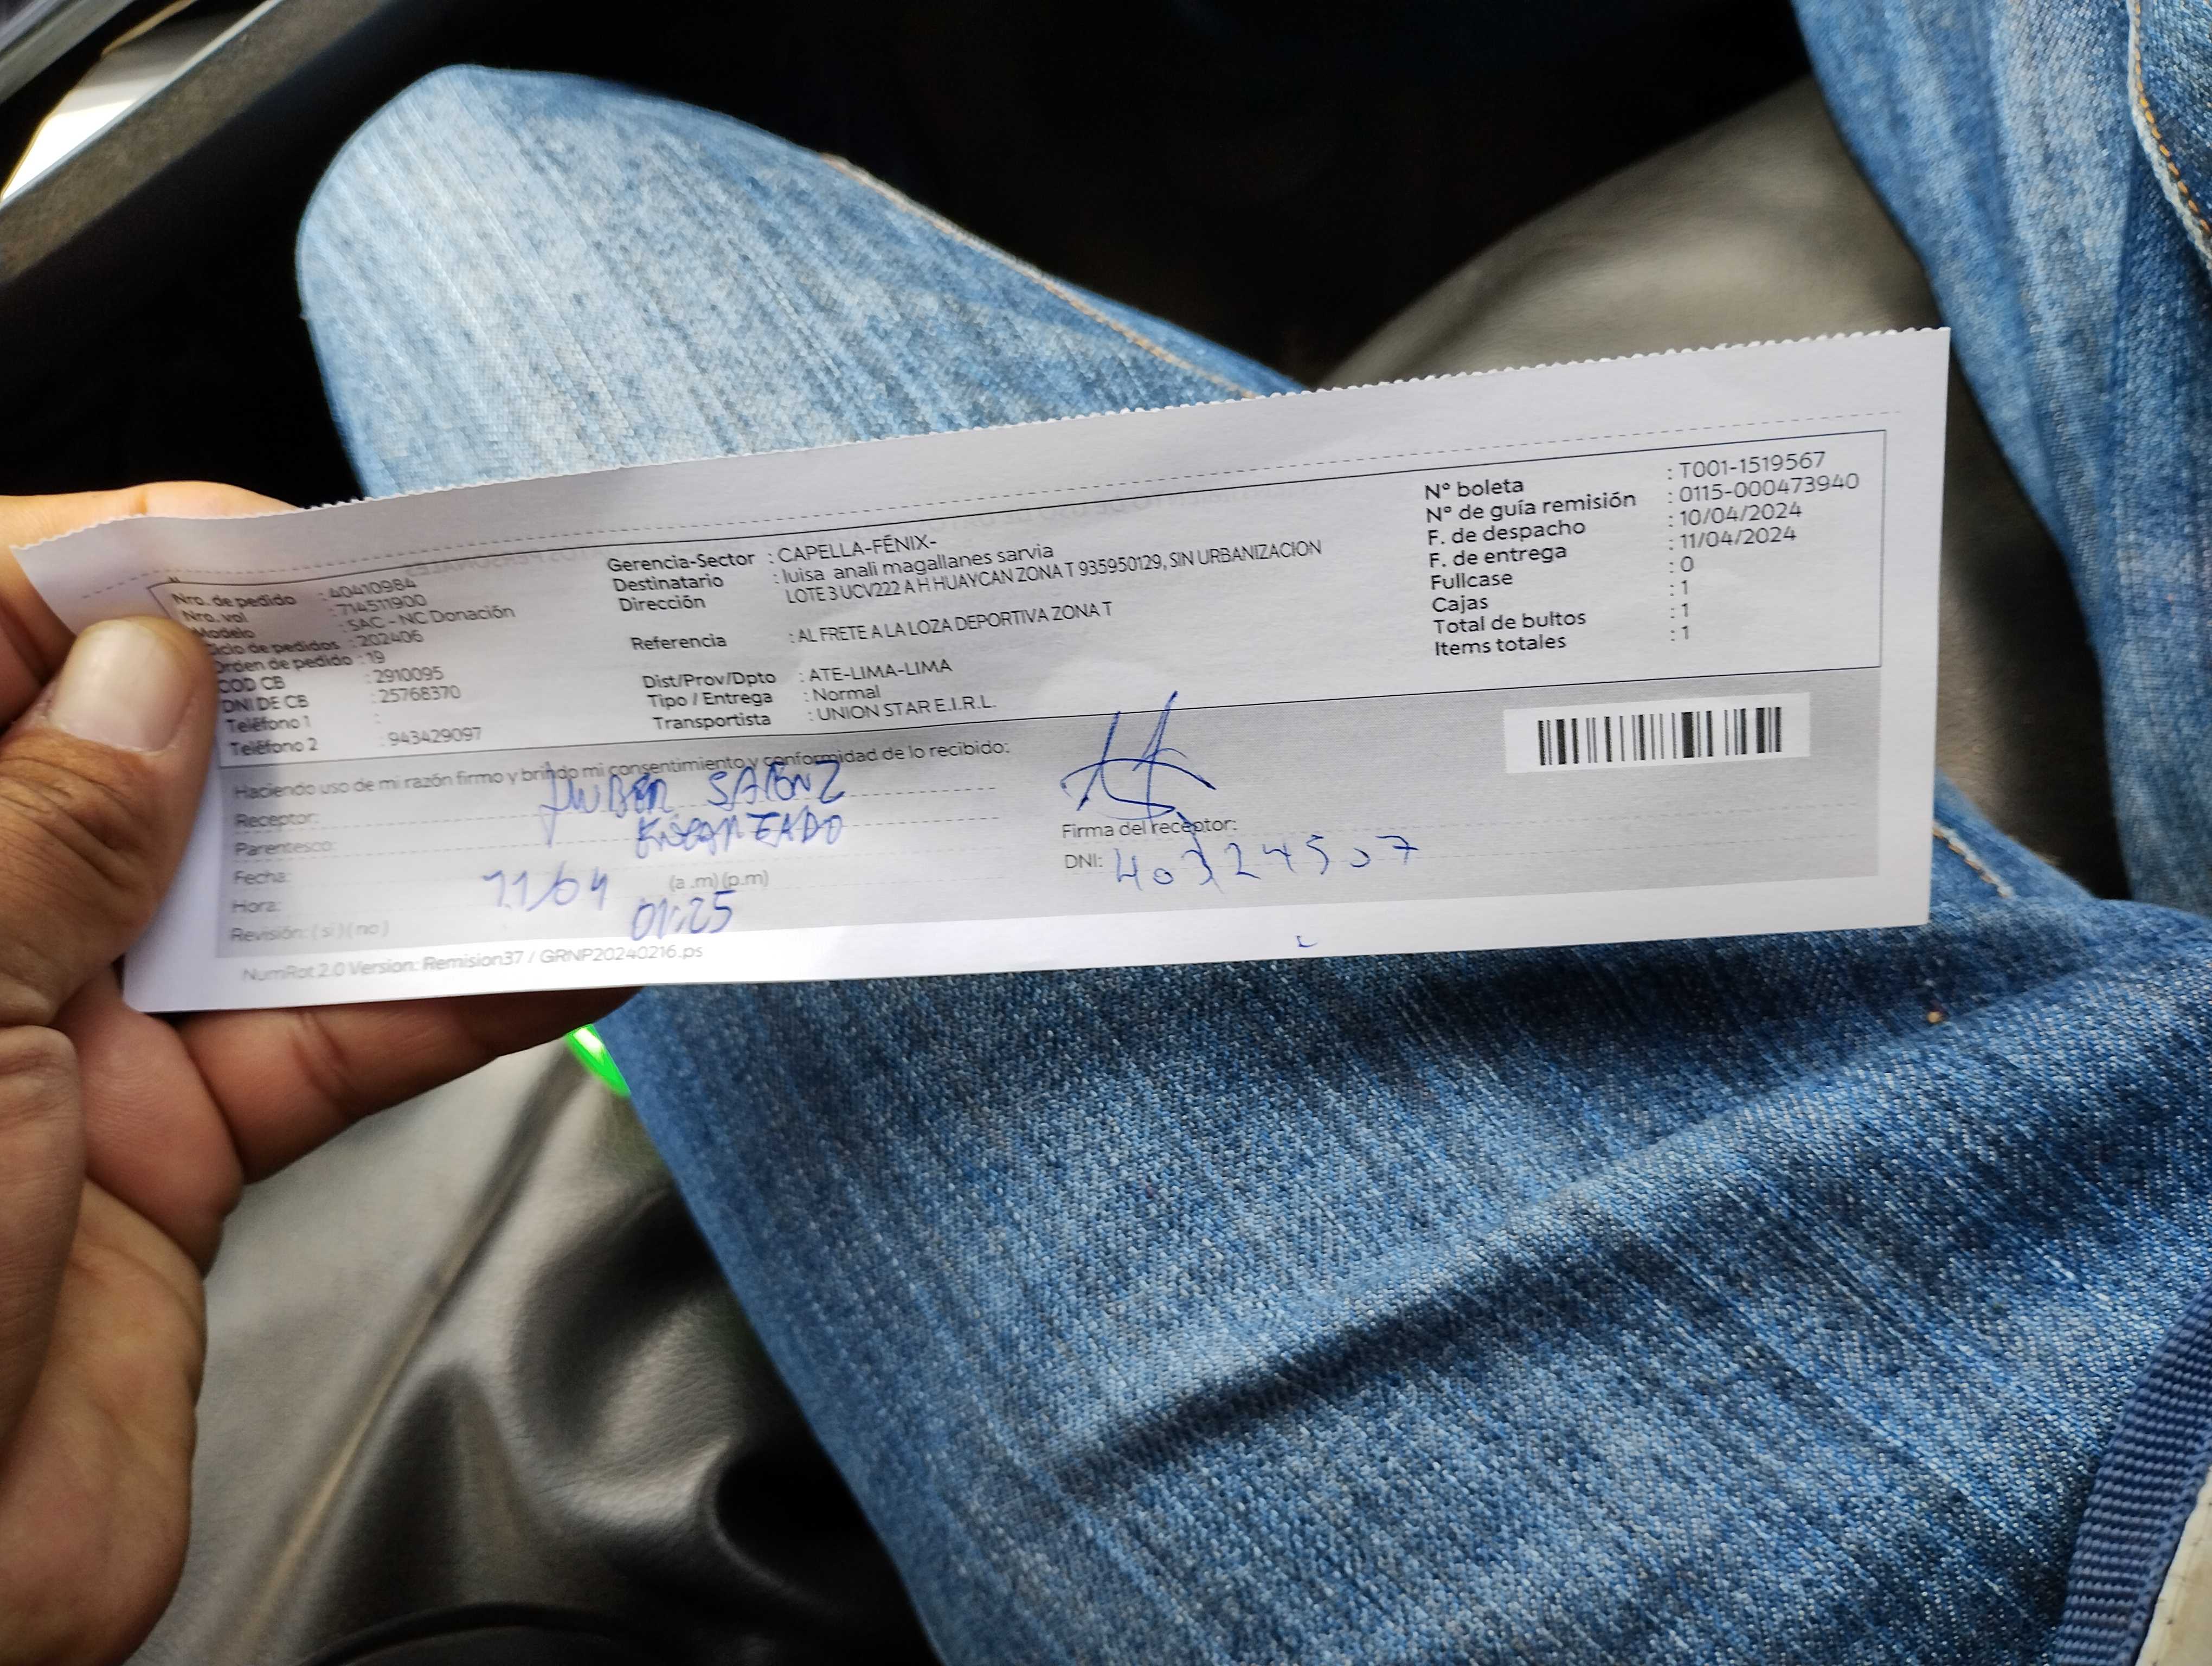 Nro. de pedido : 40410984
Nro. vol : 714511900
Modelo : SAC - NC Donación
Ciclo de pedidos : 202406
Orden de pedido : 19
COD CB : 2910095
DNI DE CB : 25768370
Teléfono 1 :
Teléfono 2 : 943429097
Gerencia-Sector : CAPELLA-FÉNIX-
Destinatario : luisa anali magallanes sarvia
Dirección LOTE 3 UCV222 A H HUAYCAN ZONA T 935950129, SIN URBANIZACION
Referencia : AL FRETE A LA LOZA DEPORTIVA ZONA T
Dist/Prov/Dpto : ATE-LIMA-LIMA
Tipo / Entrega : Normal
Transportista : UNION STAR E.I.R.L.
N° boleta : T001-1519567
N° de guía remisión : 0115-000473940
F. de despacho : 10/04/2024
F. de entrega : 11/04/2024
Fullcase : 0
Cajas : 1
Total de bultos : 1
Items totales : 1
Haciendo uso de mi razón firmo y brindo mi consentimiento y conformidad de lo recibido:
Receptor: SAENZ
Parentesco:
Fecha: 11/04
Hora: (a .m) (p.m) 01:25
Revisión: ( si ) ( no )
Firma del receptor:
DNI:
NumRot 2.0 Version: Remision37 / GRNP20240216.ps